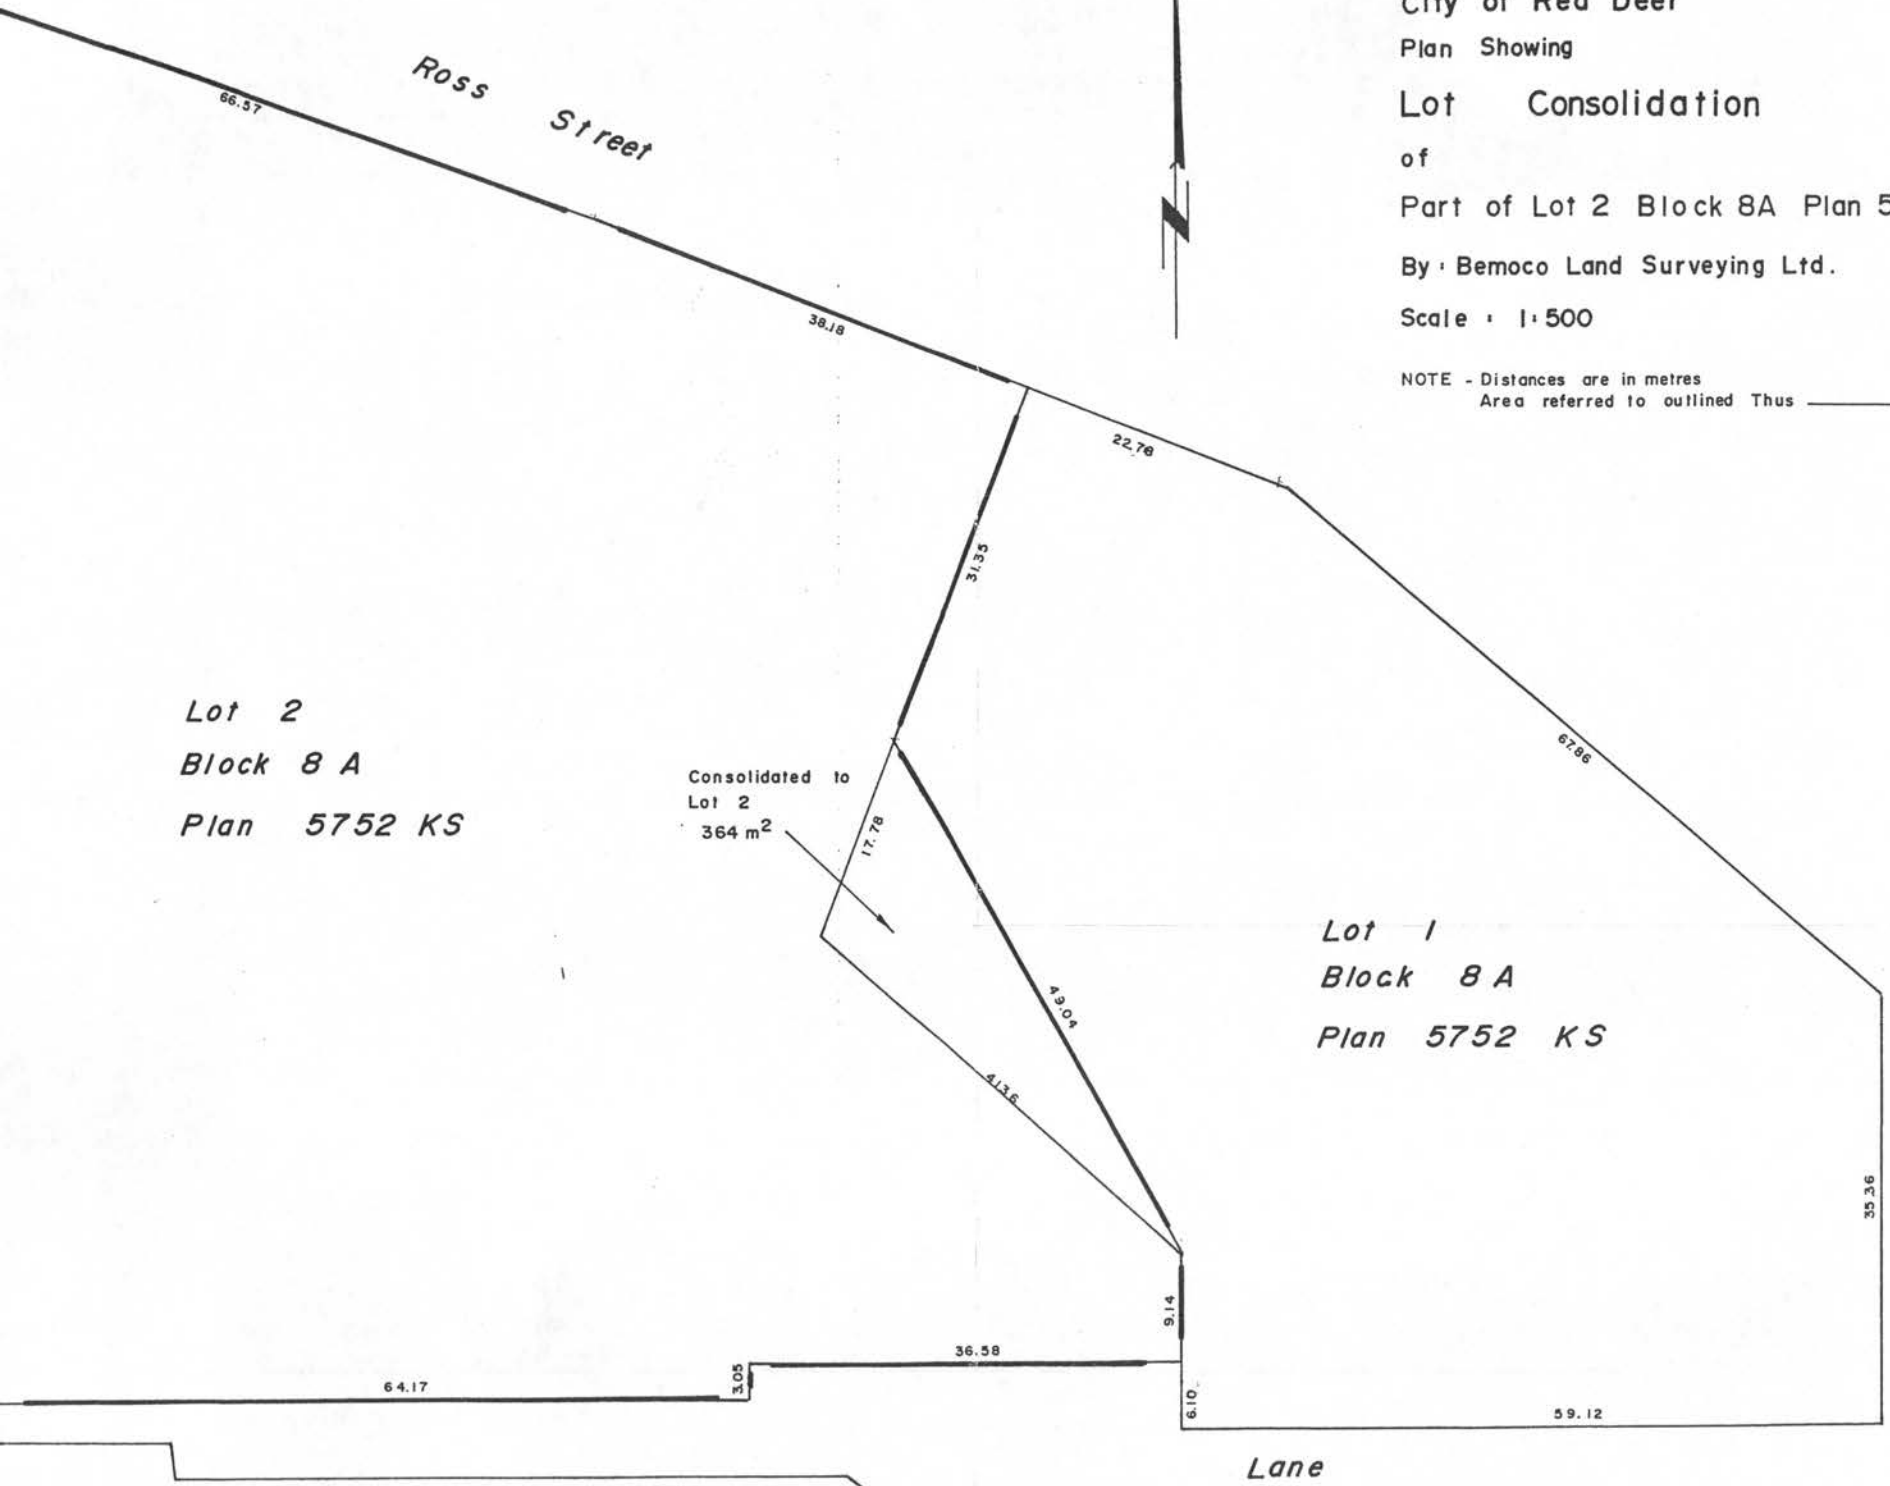 City of Red Deer
Plan Showing
Lot Consolidation
of
Part of Lot 2 Block 8A Plan 5
By: Bemoco Land Surveying Ltd.
Scale : 1:500
NOTE - Distances are in metres
Area referred to outlined Thus
Ross
Street
66.57
38.18
22.78
31.35
67.86
Lot 2
Block 8 A
Plan 5752 KS
Consolidated to
Lot 2
364 m²
17.78
49.04
41.36
Lot 1
Block 8 A
Plan 5752 KS
35.36
9.14
36.58
3.05
64.17
6.10
59.12
Lane